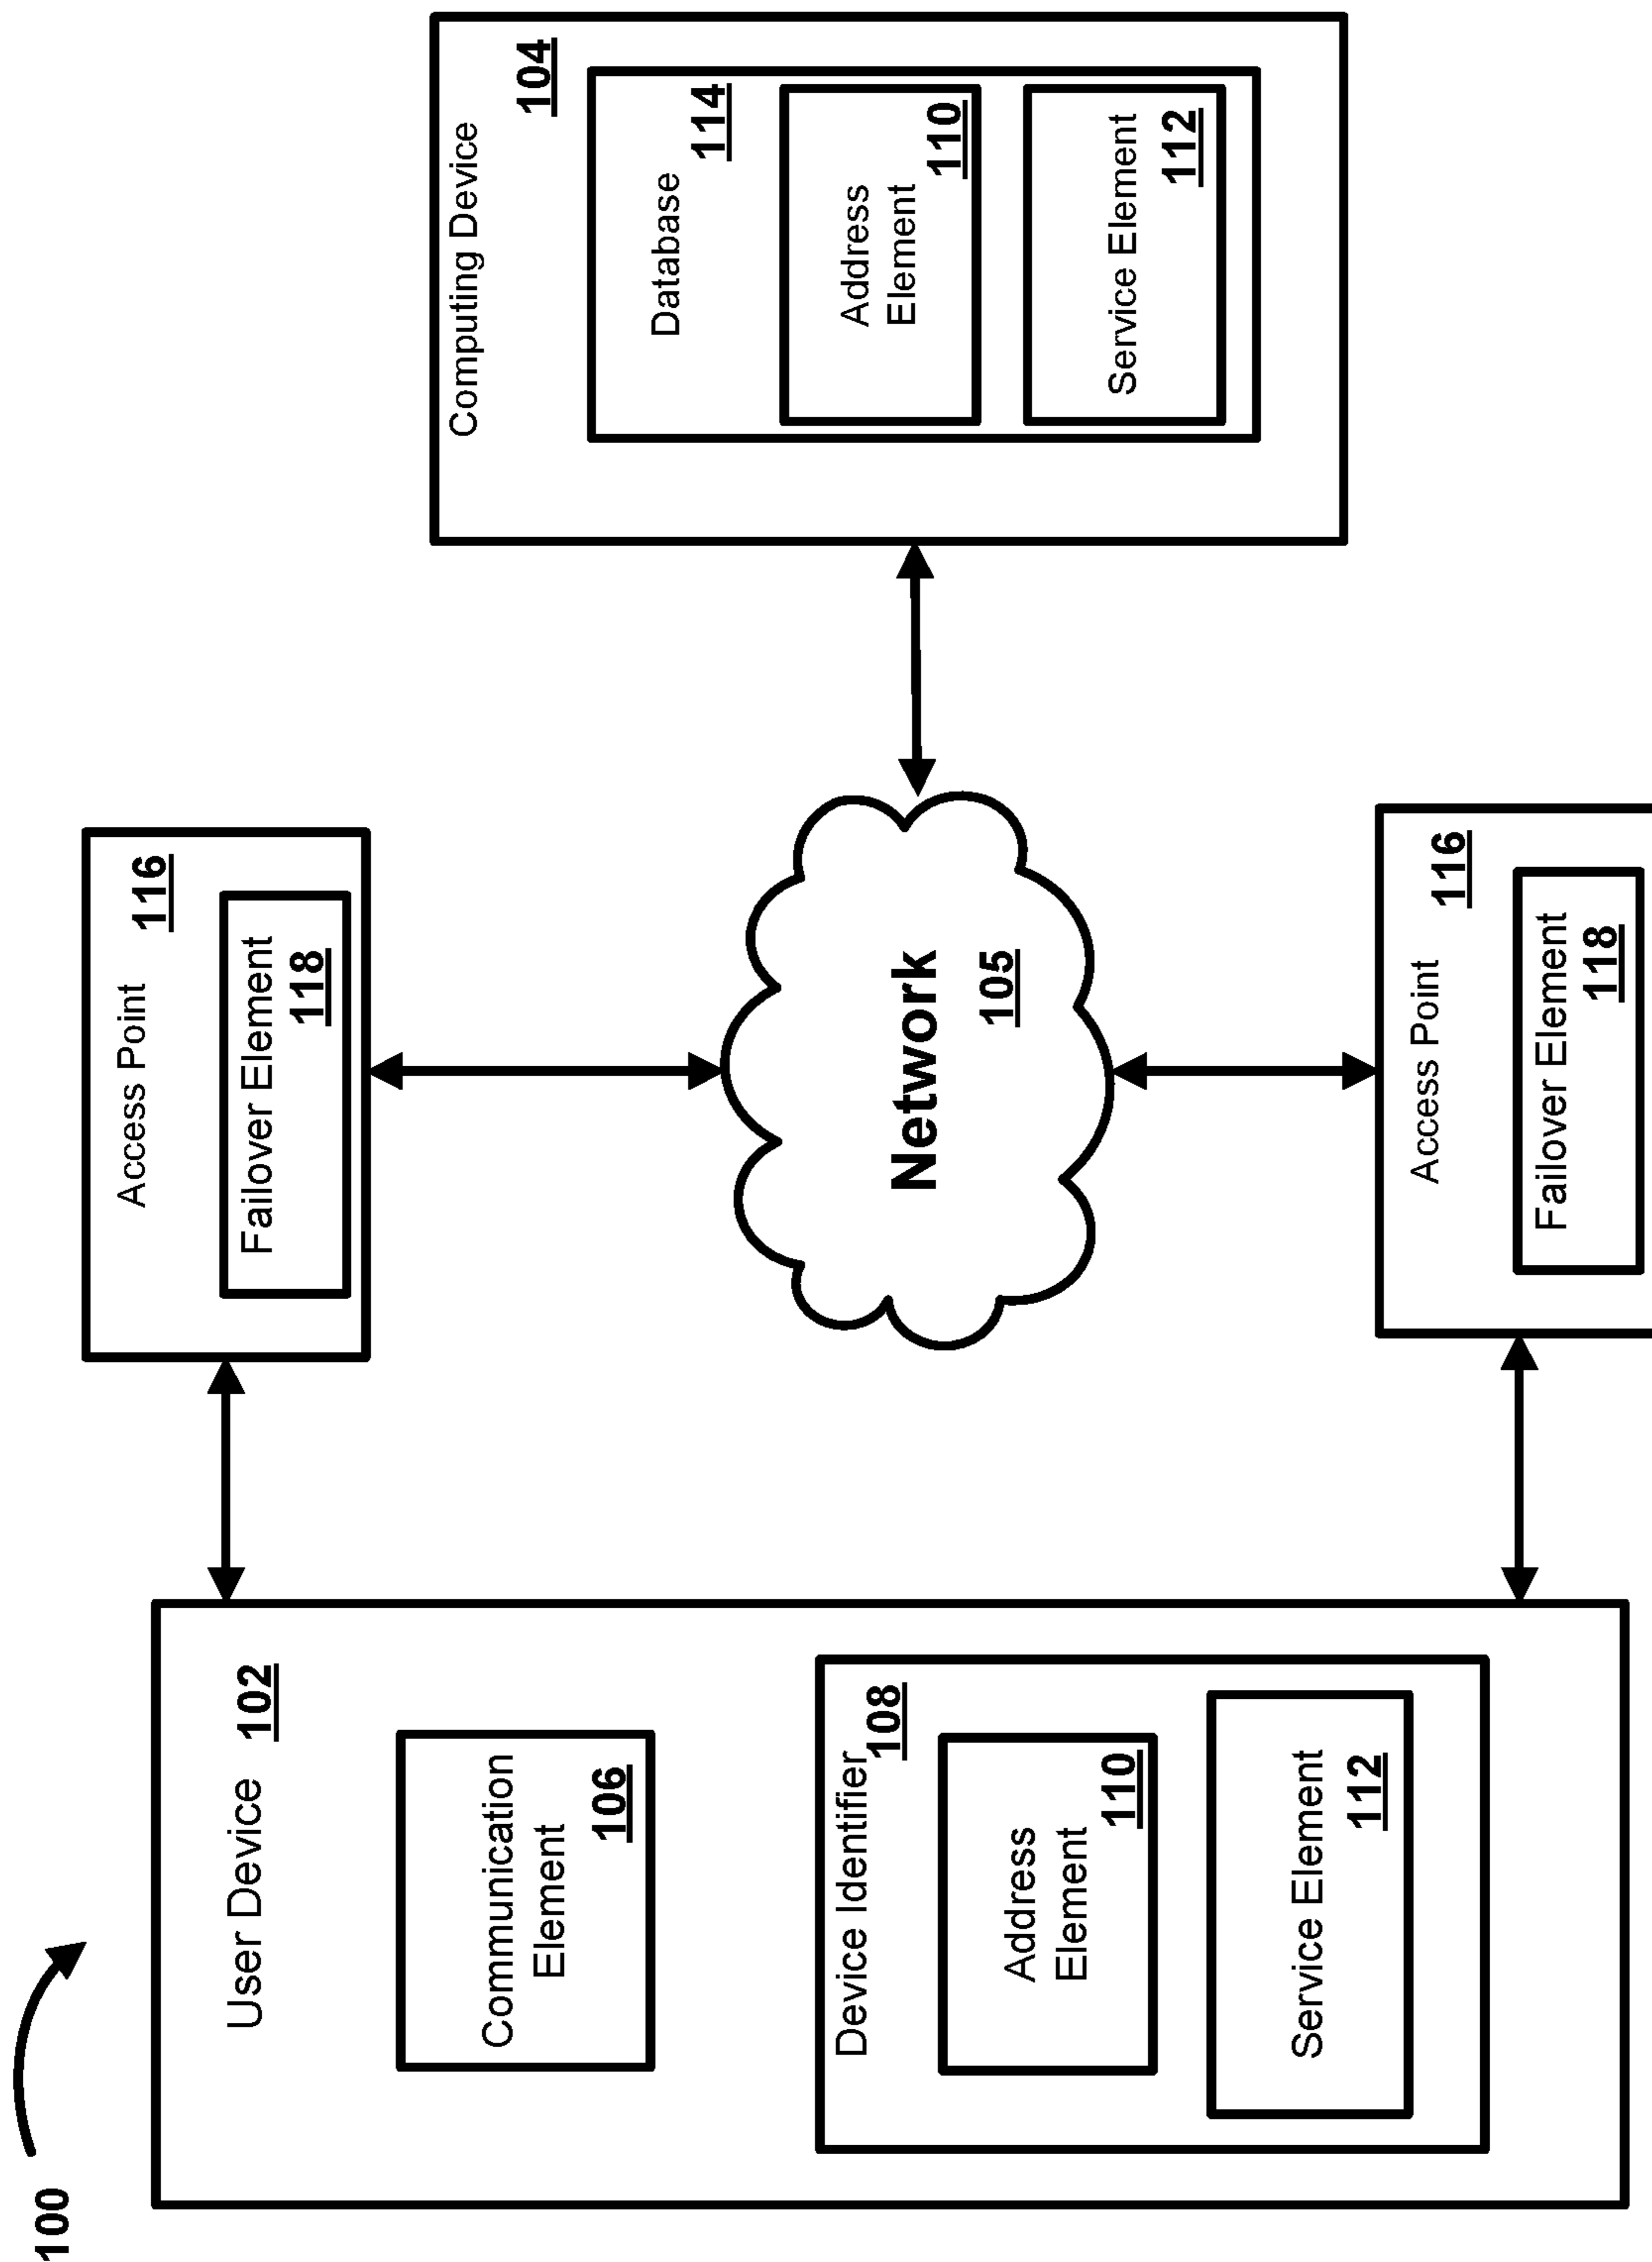 100
User Device 102
Communication
Element
106
Device Identifier
108
Address
Element
110
Service Element
112
Access Point
116
Failover Element
118
Network
105
Access Point
116
Failover Element
118
Computing Device
104
Database
114
Address
Element
110
Service Element
112